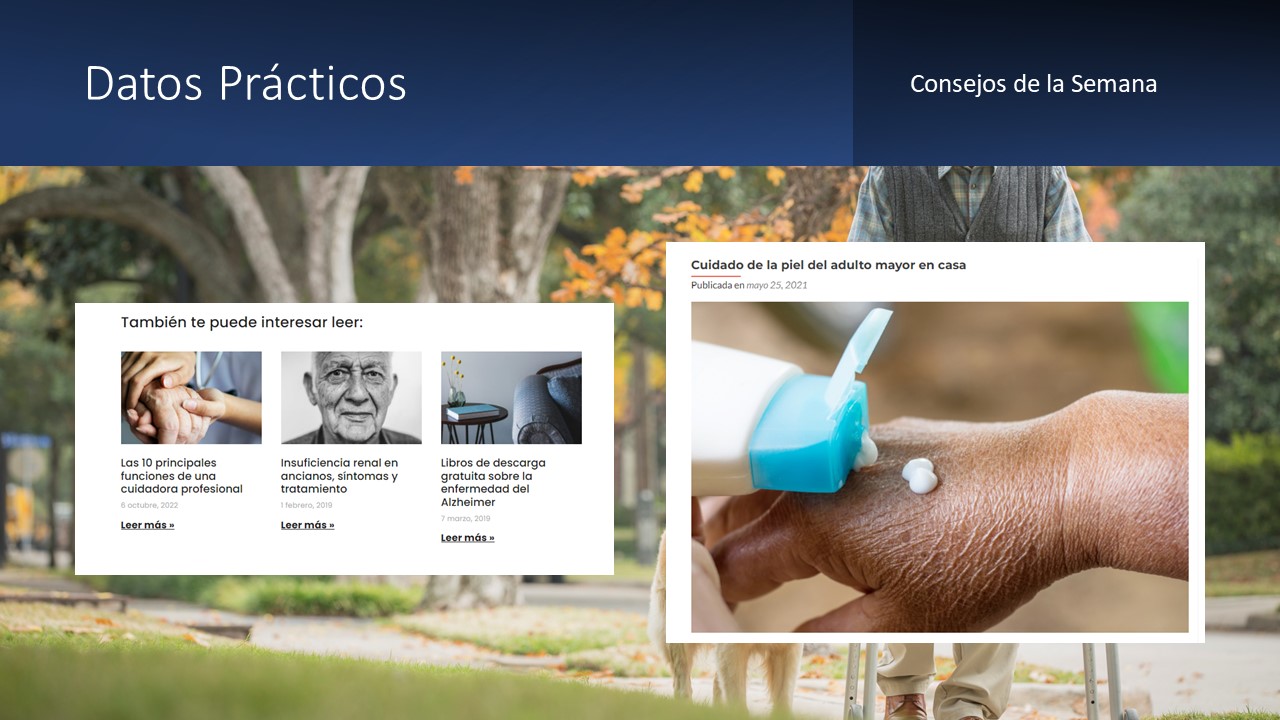 Datos Prácticos
Consejos de la Semana
También te puede interesar leer:
Las 10 principales
funciones de una
cuidadora profesional
6 octubre, 2022
Leer más »
Insuficiencia renal en
ancianos, síntomas y
tratamiento
1 febrero, 2019
Leer más »
Libros de descarga
gratuita sobre la
enfermedad del
Alzheimer
7 marzo, 2019
Leer más »
Cuidado de la piel del adulto mayor en casa
Publicada en mayo 25, 2021